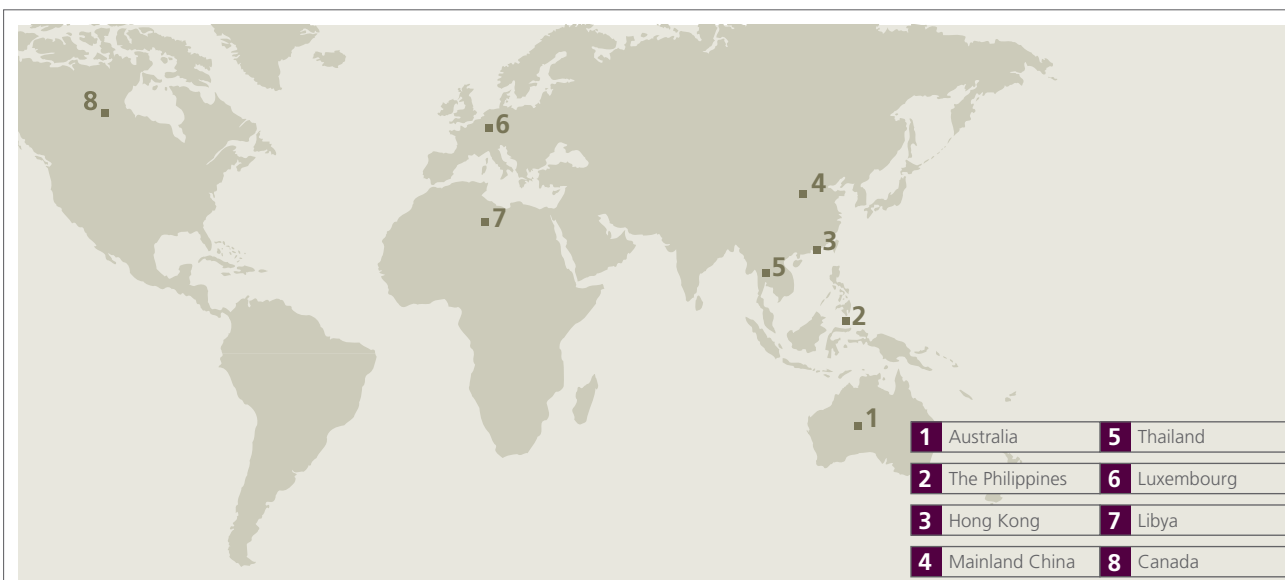 8
6
4
7
3
5
2
1
1 Australia 5 Thailand
2 The Philippines 6 Luxembourg
3 Hong Kong 7 Libya
4 Mainland China 8 Canada